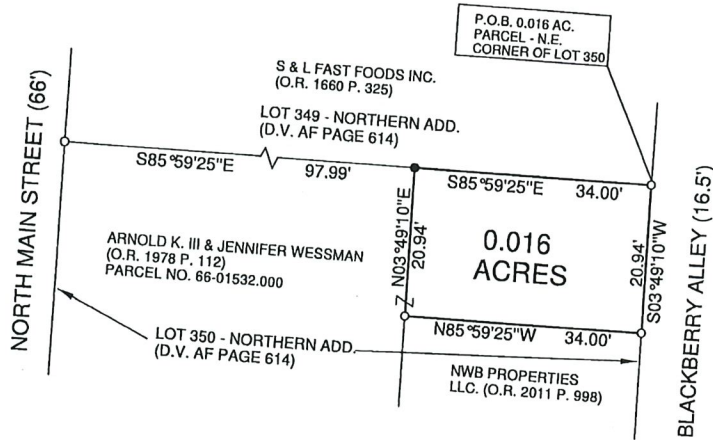 P.O.B. 0.016 AC.
PARCEL - N.E.
CORNER OF LOT 350
S & L FAST FOODS INC.
(O.R. 1660 P. 325)
LOT 349 - NORTHERN ADD.
(D.V. AF PAGE 614)
NORTH MAIN STREET (66')
S85°59'25"E 97.99'
S85°59'25"E 34.00'
N03°49'10"E
20.94'
0.016
ACRES
20.94'
S03°49'10"W
BLACKBERRY ALLEY (16.5')
ARNOLD K. III & JENNIFER WESSMAN
(O.R. 1978 P. 112)
PARCEL NO. 66-01532.000
N85°59'25"W 34.00'
LOT 350 - NORTHERN ADD.
(D.V. AF PAGE 614)
NWB PROPERTIES
LLC. (O.R. 2011 P. 998)